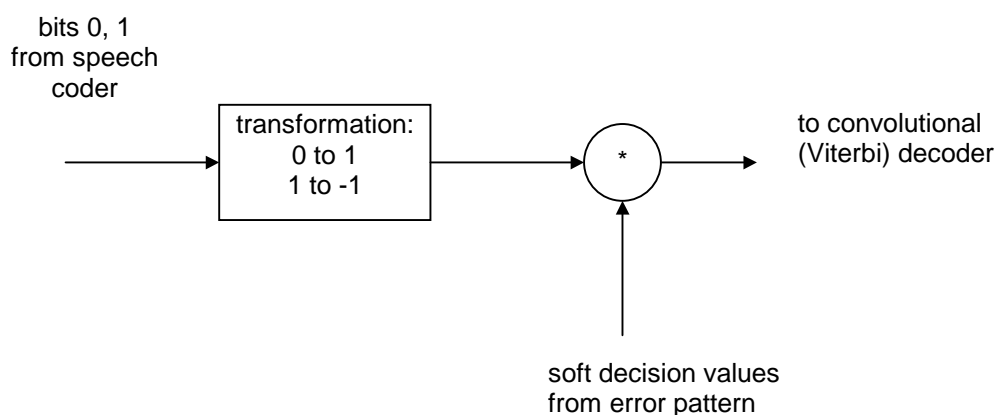 bits 0, 1
from speech
coder
transformation:
0 to 1
1 to -1
*
to convolutional
(Viterbi) decoder
soft decision values
from error pattern